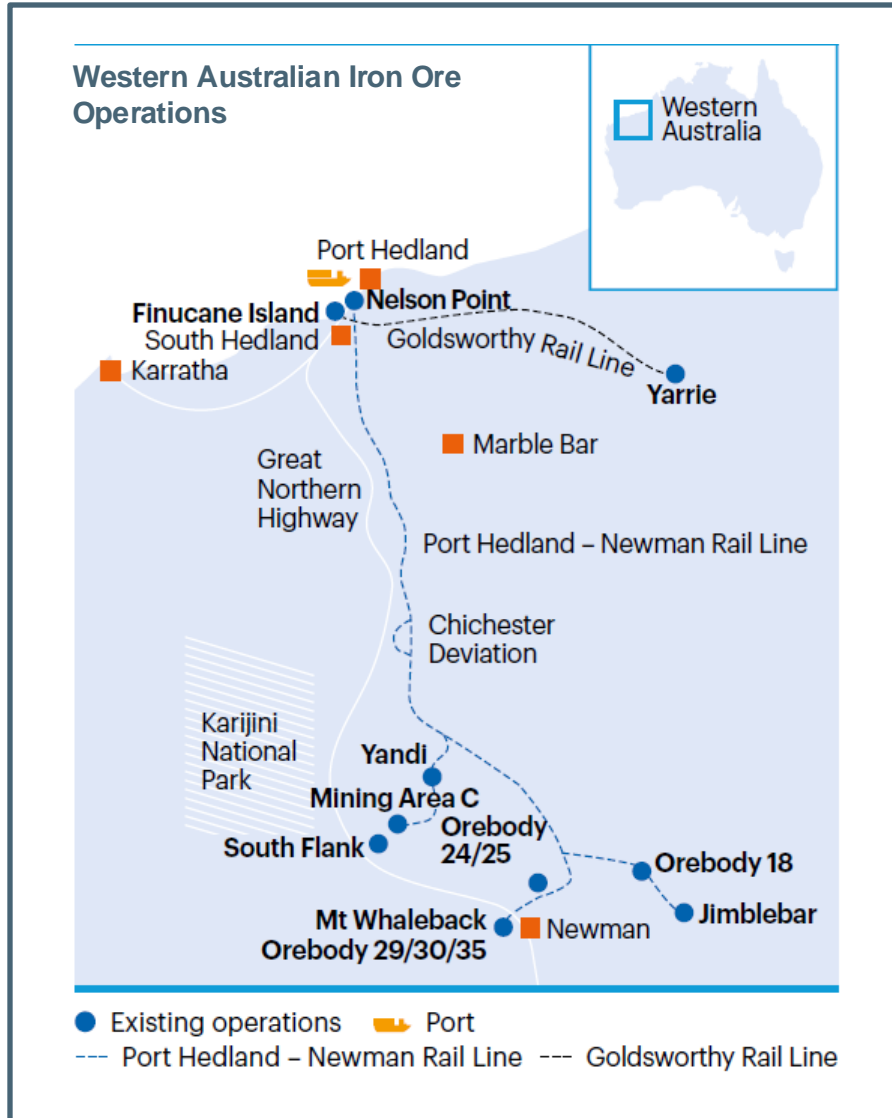 Western Australian Iron Ore
Operations
Western
Australia
Port Hedland
Nelson Point
Finucane Island
South Hedland
Goldsworthy Rail Line
Karratha
Yarrie
Marble Bar
Great
Northern
Highway
Port Hedland – Newman Rail Line
Chichester
Deviation
Karijini
National
Park
Yandi
Mining Area C
Orebody
24/25
South Flank
Orebody 18
Jimblebar
Mt Whaleback
Orebody 29/30/35
Newman
Existing operations
Port
Port Hedland – Newman Rail Line
Goldsworthy Rail Line